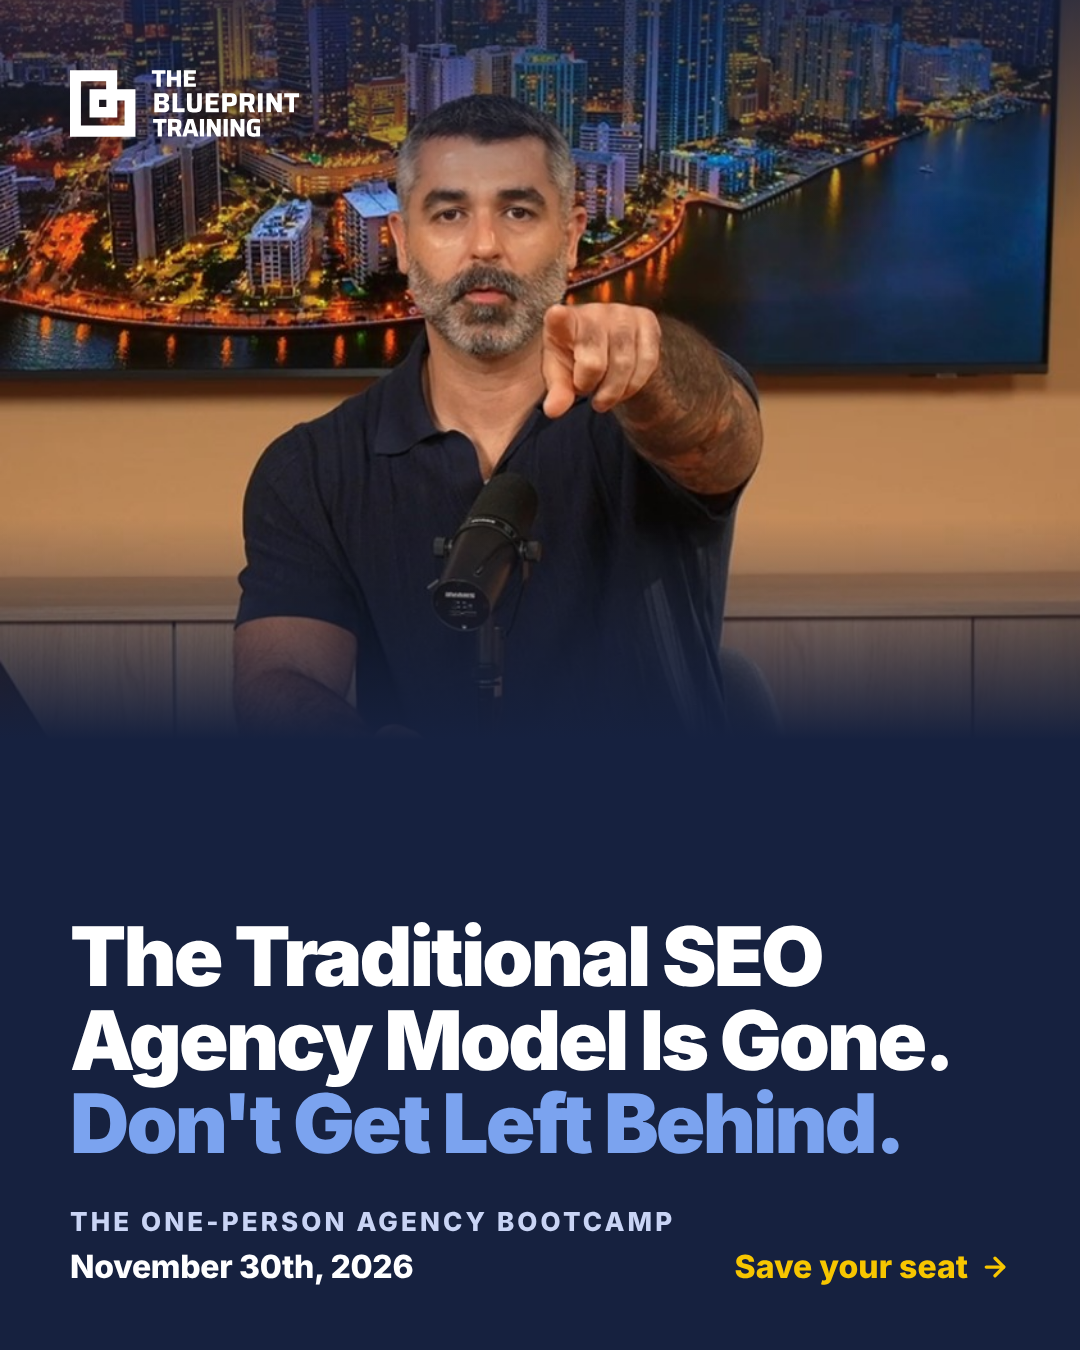 THE
BLUEPRINT
TRAINING
The Traditional SEO
Agency Model Is Gone.
Don't Get Left Behind.
THE ONE-PERSON AGENCY BOOTCAMP
November 30th, 2026
Save your seat →